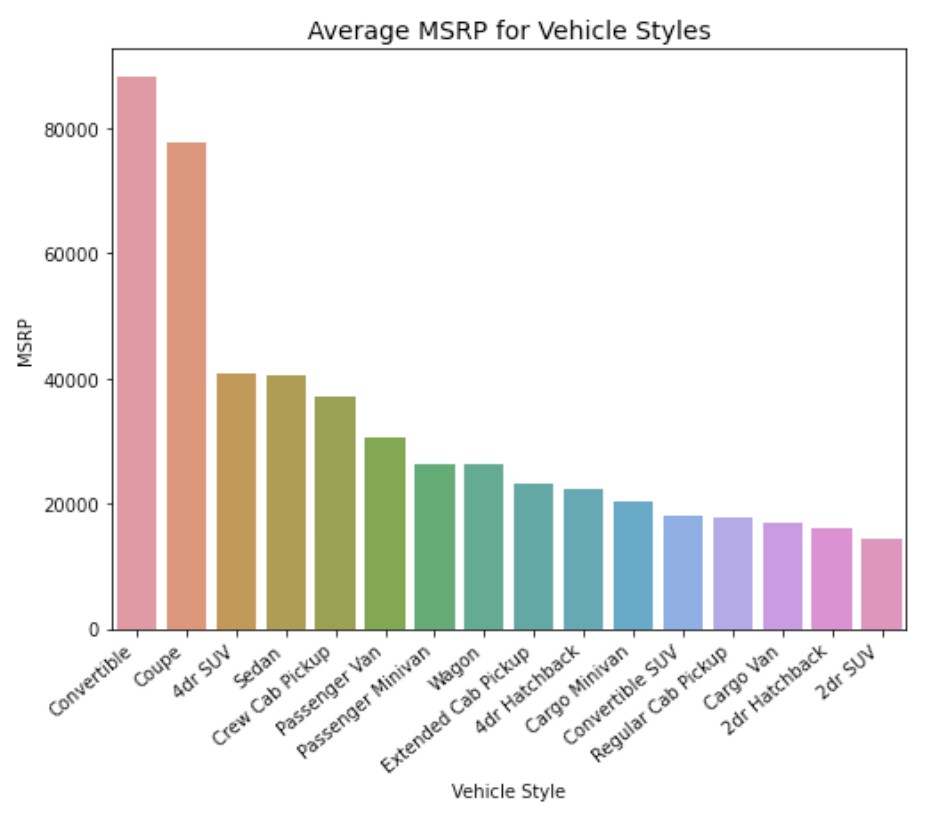 Average MSRP for Vehicle Styles
MSRP
80000
60000
40000
20000
0
Convertible
Coupe
4dr SUV
Sedan
Crew Cab Pickup
Passenger Van
Passenger Minivan
Wagon
Extended Cab Pickup
4dr Hatchback
Cargo Minivan
Convertible SUV
Regular Cab Pickup
Cargo Van
2dr Hatchback
2dr SUV
Vehicle Style